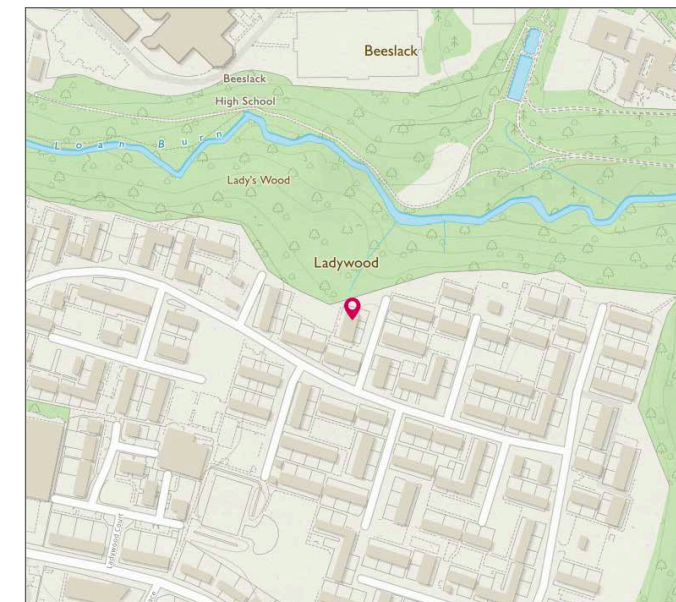 Beeslack
Beeslack
High School
Loan Burn
Lady's Wood
Ladywood
Ladywood Court